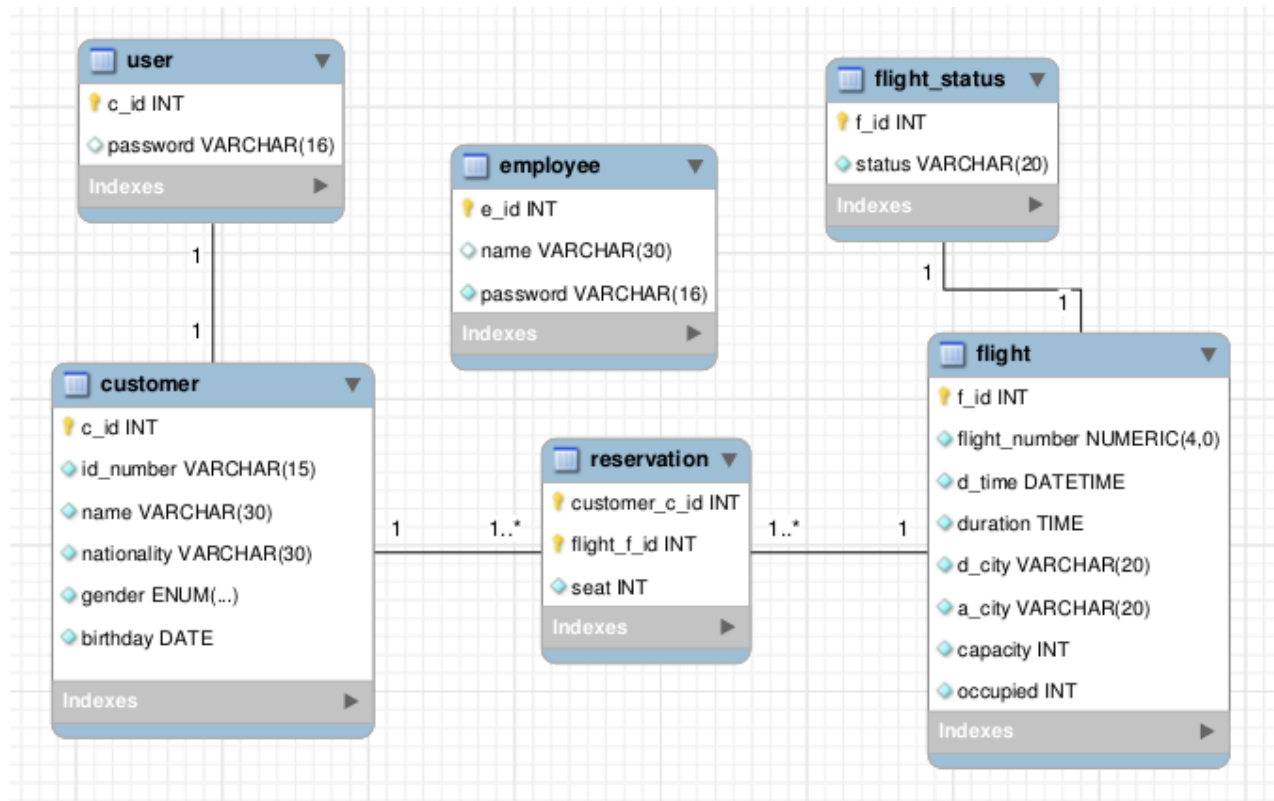 user
c_id INT
password VARCHAR(16)
Indexes
flight_status
f_id INT
status VARCHAR(20)
Indexes
employee
e_id INT
name VARCHAR(30)
password VARCHAR(16)
Indexes
1
1
1
1
customer
c_id INT
id_number VARCHAR(15)
name VARCHAR(30)
nationality VARCHAR(30)
gender ENUM(...)
birthday DATE
Indexes
1
1..*
reservation
customer_c_id INT
flight_f_id INT
seat INT
Indexes
1..*
1
flight
f_id INT
flight_number NUMERIC(4,0)
d_time DATETIME
duration TIME
d_city VARCHAR(20)
a_city VARCHAR(20)
capacity INT
occupied INT
Indexes